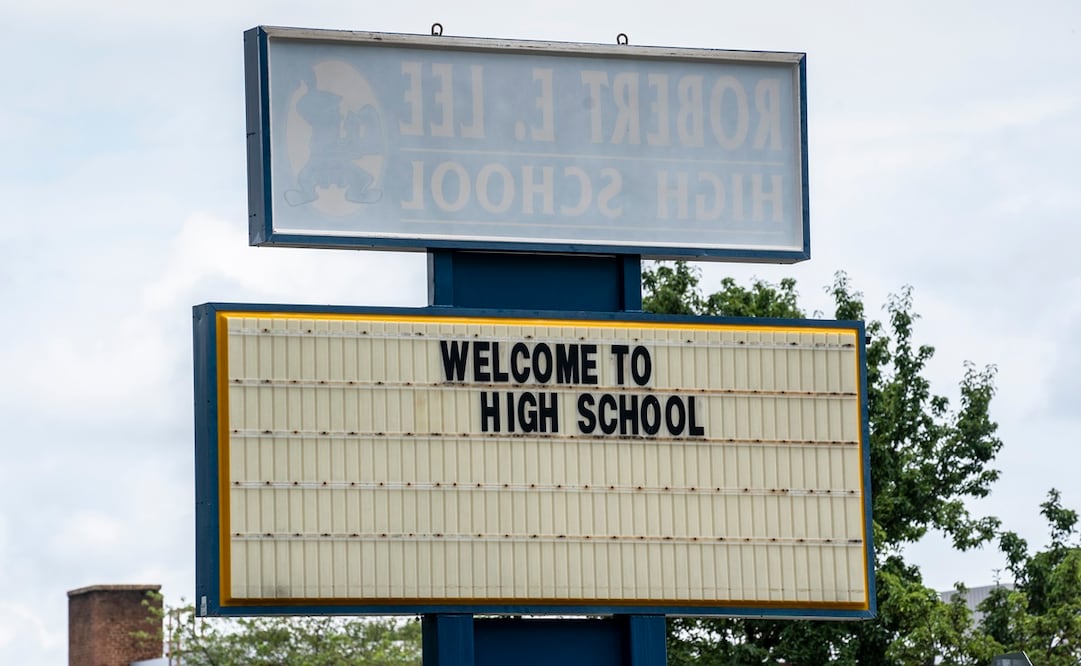 ROBERT E. LEE
HIGH SCHOOL
WELCOME TO
HIGH SCHOOL